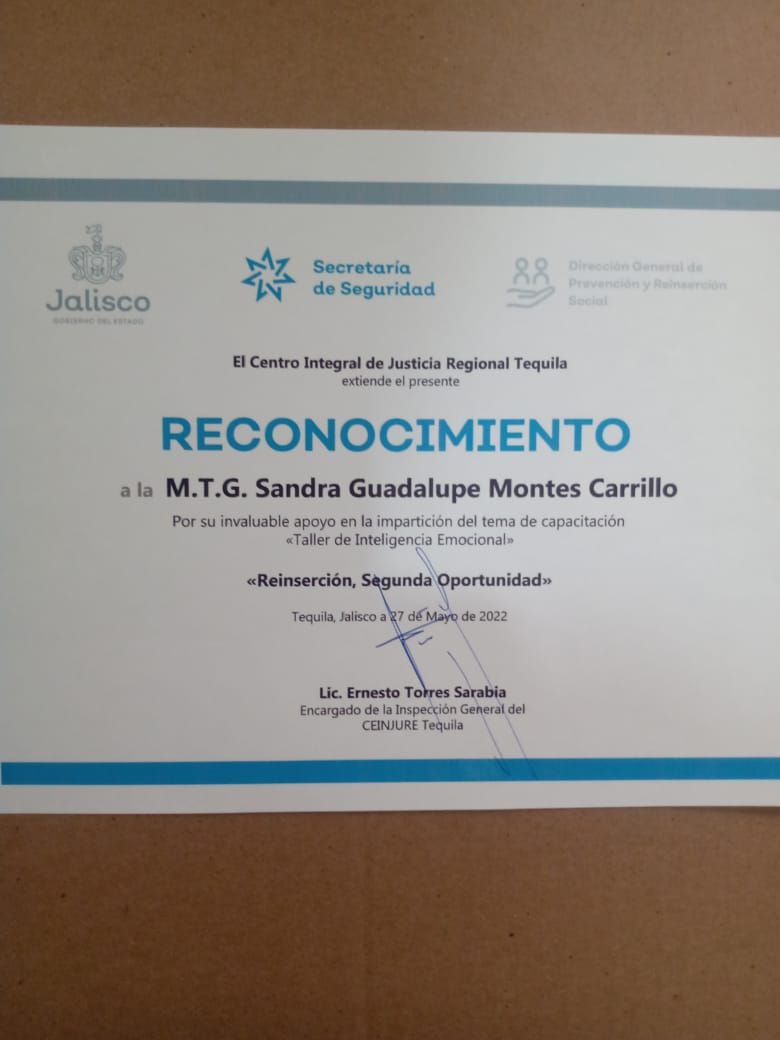 Jalisco
GOBIERNO DEL ESTADO
Secretaría
de Seguridad
Dirección General de
Prevención y Reinserción
Social
El Centro Integral de Justicia Regional Tequila
extiende el presente
RECONOCIMIENTO
a la M.T.G. Sandra Guadalupe Montes Carrillo
Por su invaluable apoyo en la impartición del tema de capacitación
«Taller de Inteligencia Emocional»
«Reinserción, Segunda Oportunidad»
Tequila, Jalisco a 27 de Mayo de 2022
Lic. Ernesto Torres Sarabia
Encargado de la Inspección General del
CEINJURE Tequila